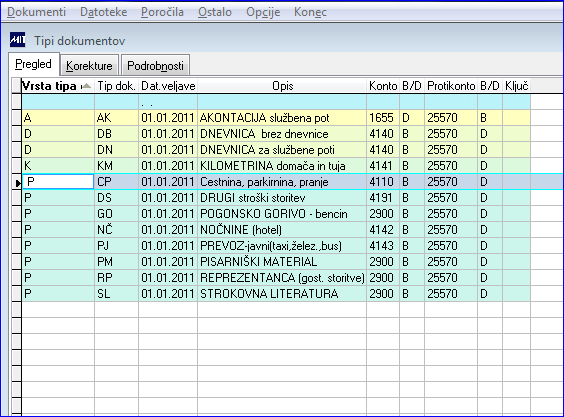 Dokumenti Datoteke Poročila Ostalo Opcije Konec
MIT Tipi dokumentov
Pregled Korekture Podrobnosti
Vrsta tipa Tip dok. Dat.veljave Opis Konto B/D Protikonto B/D Ključ
. .
A AK 01.01.2011 AKONTACIJA službena pot 1655 D 25570 B
D DB 01.01.2011 DNEVNICA brez dnevnice 4140 B 25570 D
D DN 01.01.2011 DNEVNICA za službene poti 4140 B 25570 D
K KM 01.01.2011 KILOMETRINA domača in tuja 4141 B 25570 D
P CP 01.01.2011 Cestnina, parkirnina, pranje 4110 B 25570 D
P DS 01.01.2011 DRUGI stroški storitev 4191 B 25570 D
P GO 01.01.2011 POGONSKO GORIVO - bencin 2900 B 25570 D
P NČ 01.01.2011 NOČNINE (hotel) 4142 B 25570 D
P PJ 01.01.2011 PREVOZ-javni(taxi,želez.,bus) 4143 B 25570 D
P PM 01.01.2011 PISARNIŠKI MATERIAL 2900 B 25570 D
P RP 01.01.2011 REPREZENTANCA (gost. storitve) 2900 B 25570 D
P SL 01.01.2011 STROKOVNA LITERATURA 2900 B 25570 D